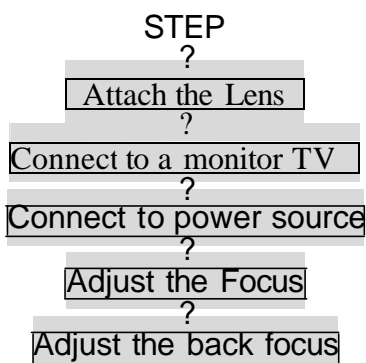 STEP
?
Attach the Lens
?
Connect to a monitor TV
?
Connect to power source
?
Adjust the Focus
?
Adjust the back focus